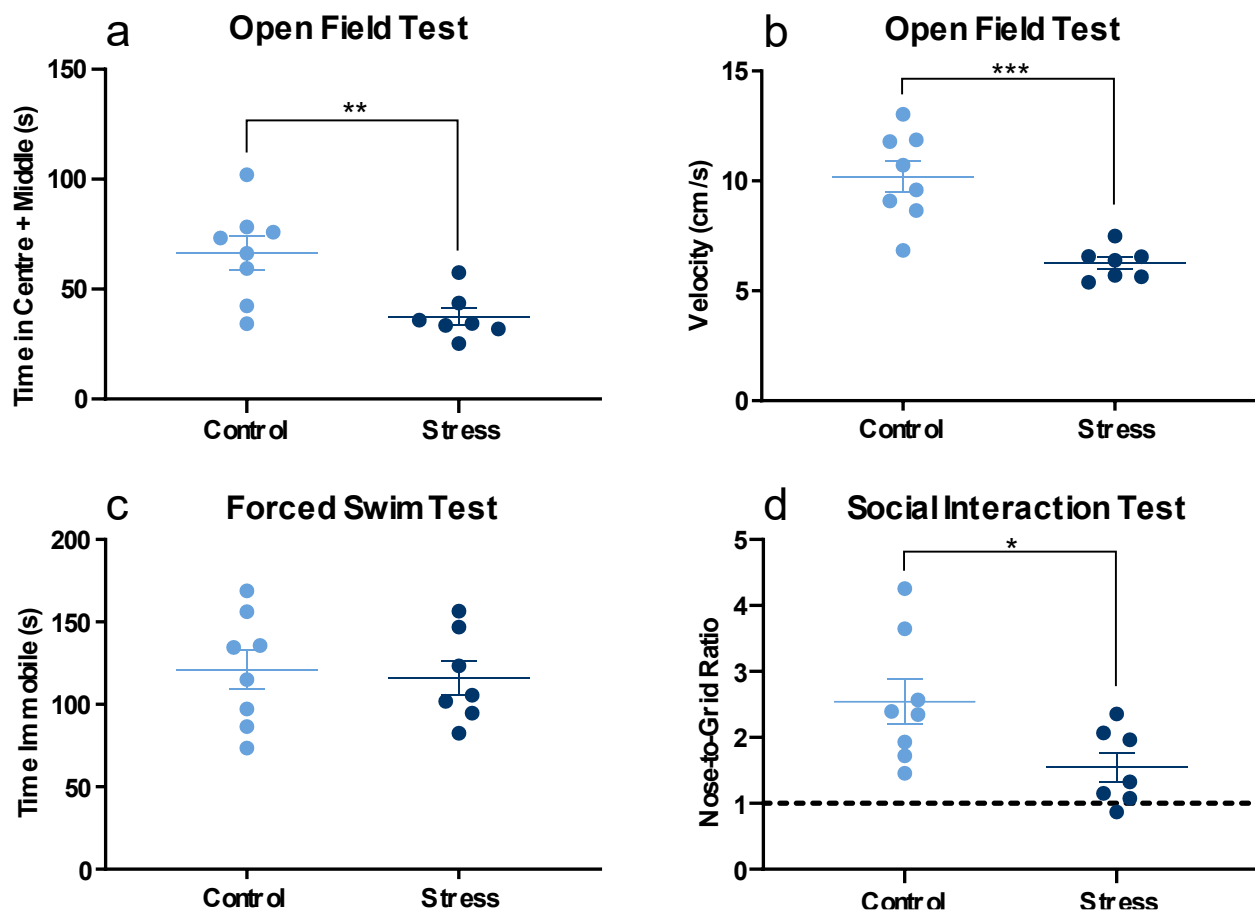 a
Open Field Test
Time in Centre + Middle (s)
150
100
50
0
**
Control
Stress
b
Open Field Test
Velocity (cm/s)
15
10
5
0
***
Control
Stress
c
Forced Swim Test
Time Immobile (s)
200
150
100
50
0
Control
Stress
d
Social Interaction Test
Nose-to-Grid Ratio
5
4
3
2
1
0
*
Control
Stress